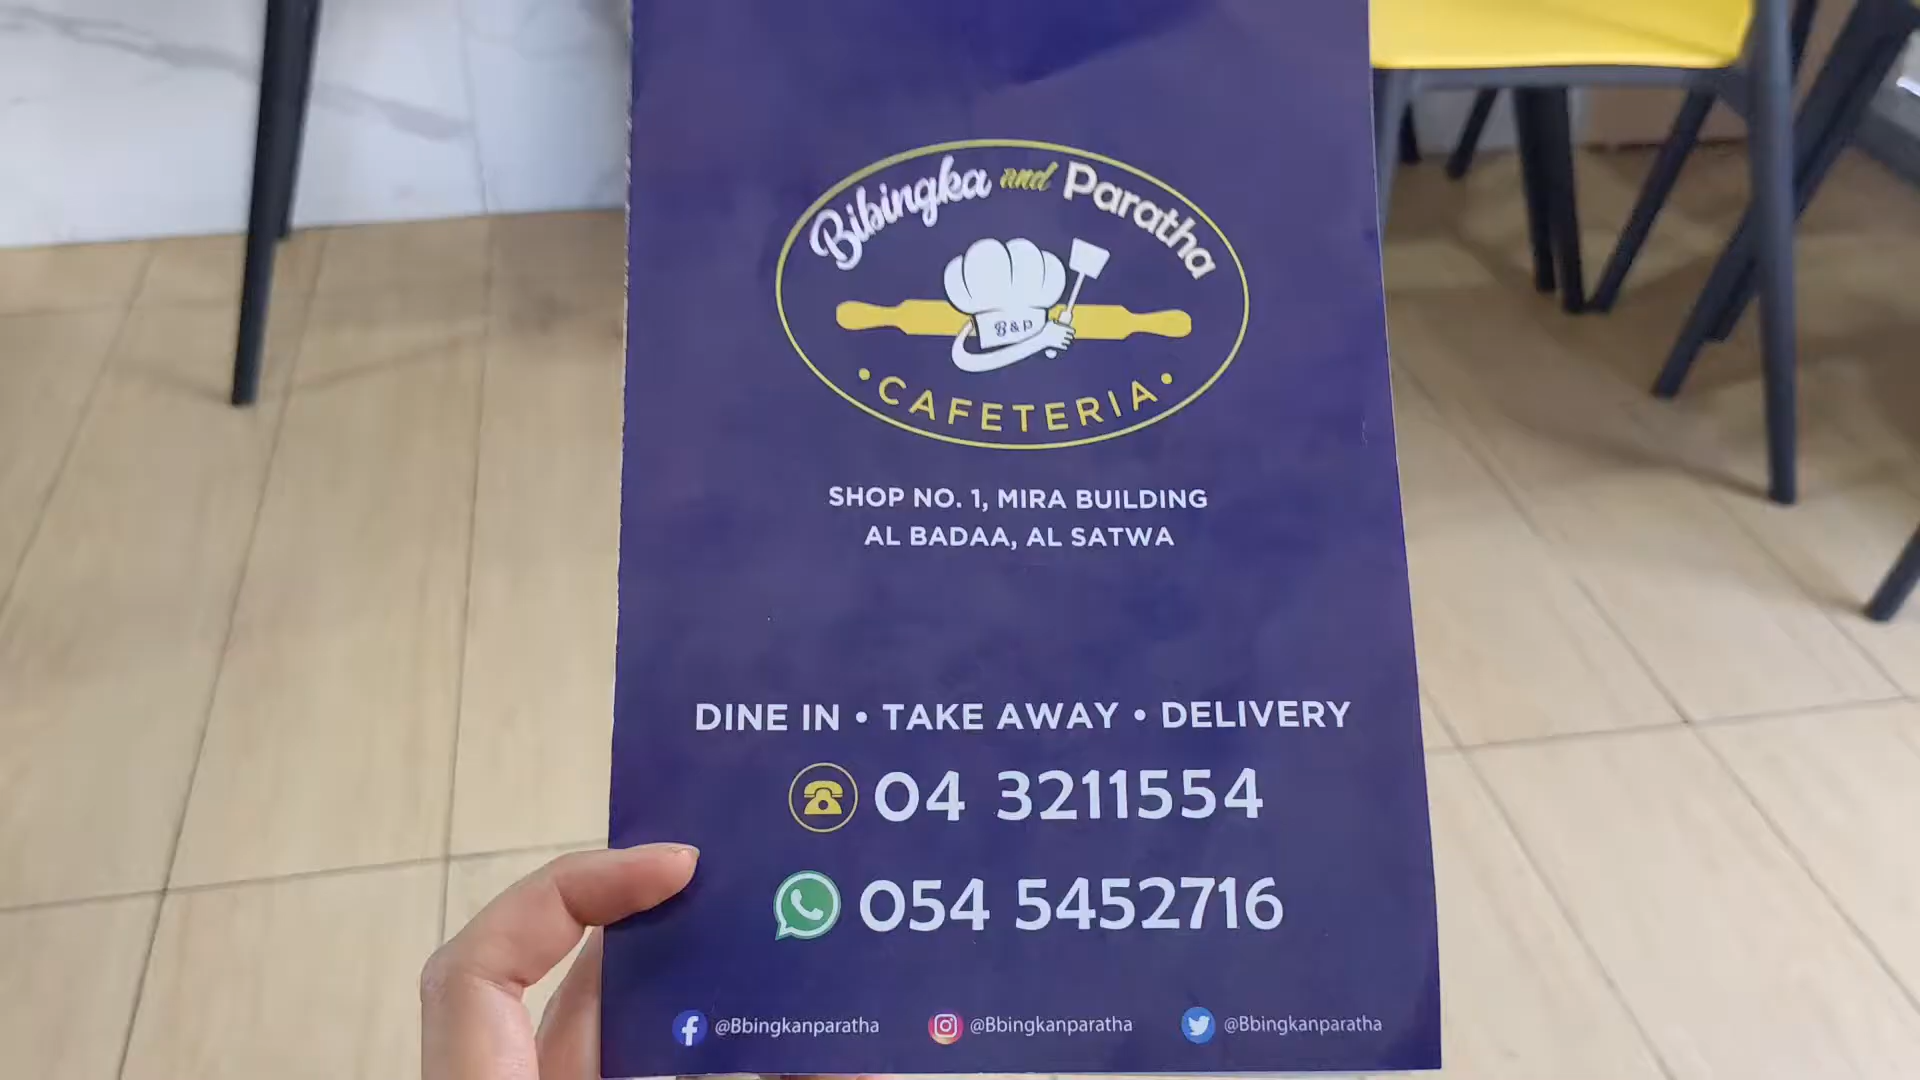 Bibingka and Paratha
B & P
• CAFETERIA •
SHOP NO. 1, MIRA BUILDING
AL BADAA, AL SATWA
DINE IN • TAKE AWAY • DELIVERY
04 3211554
054 5452716
@Bbingkanparatha @Bbingkanparatha @Bbingkanparatha